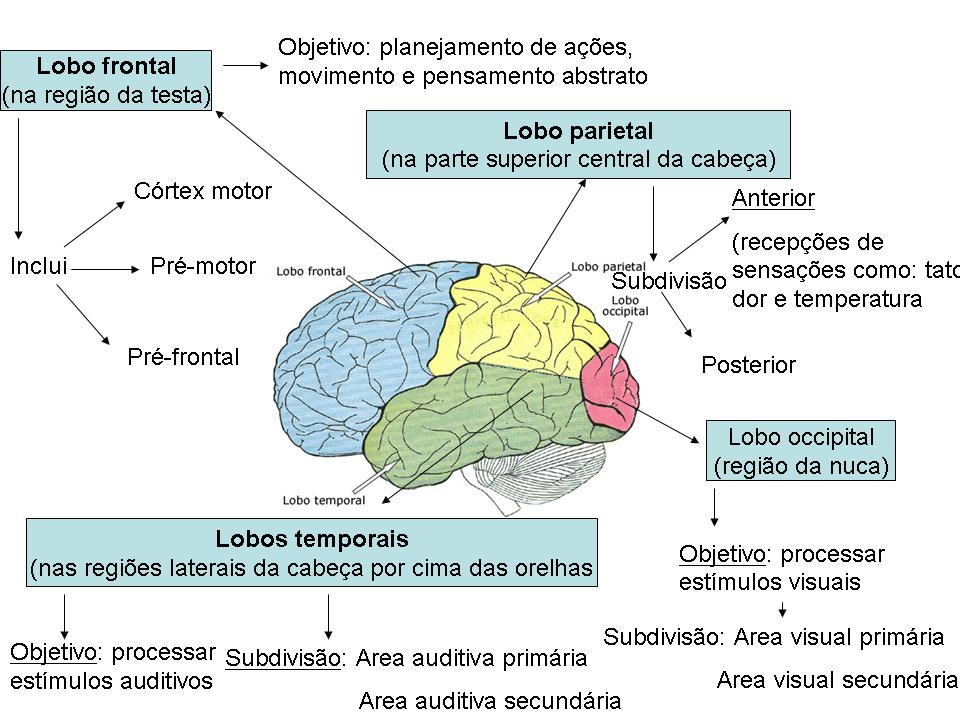 Lobo frontal
(na região da testa)
Objetivo: planejamento de ações,
movimento e pensamento abstrato
Lobo parietal
(na parte superior central da cabeça)
Córtex motor
Inclui
Pré-motor
Pré-frontal
Anterior
(recepções de
sensações como: tato
dor e temperatura
Subdivisão
Posterior
Lobo frontal
Lobo parietal
Lobo
occipital
Lobo temporal
Lobo occipital
(região da nuca)
Objetivo: processar
estímulos visuais
Subdivisão: Area visual primária
Area visual secundária
Lobos temporais
(nas regiões laterais da cabeça por cima das orelhas
Objetivo: processar
estímulos auditivos
Subdivisão: Area auditiva primária
Area auditiva secundária